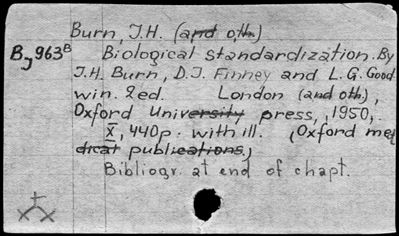 Burn, J.H. (and oth.)
By963B Biological standardization. By
J.H. Burn, D.J. Finney and L.G. Good
win. 2ed. London (and oth.),
Oxford university press, 1950,.
X, 440p. with ill. (Oxford me
dical publications)
Bibliogr. at end of chapt.